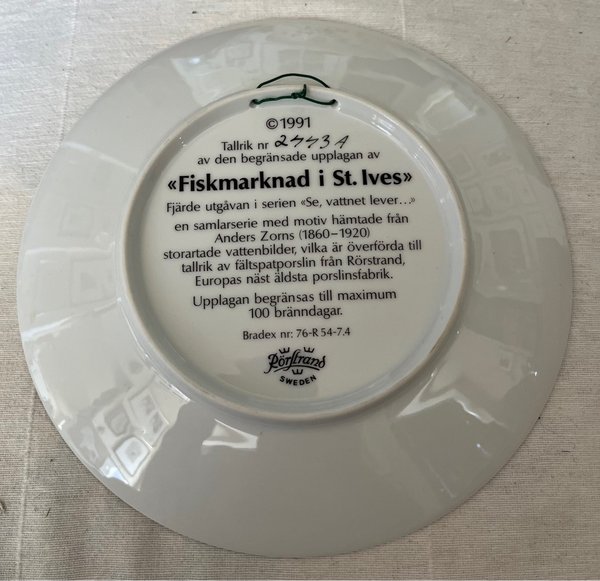 ©1991
Tallrik nr 2443A
av den begränsade upplagan av
«Fiskmarknad i St. Ives»
Fjärde utgåvan i serien «Se, vattnet lever...»
en samlarserie med motiv hämtade från
Anders Zorns (1860–1920)
storartade vattenbilder, vilka är överförda till
tallrik av fältspatporslin från Rörstrand,
Europas näst äldsta porslinsfabrik.
Upplagan begränsas till maximum
100 bränndagar.
Bradex nr: 76-R 54-7.4
Rörstrand
SWEDEN